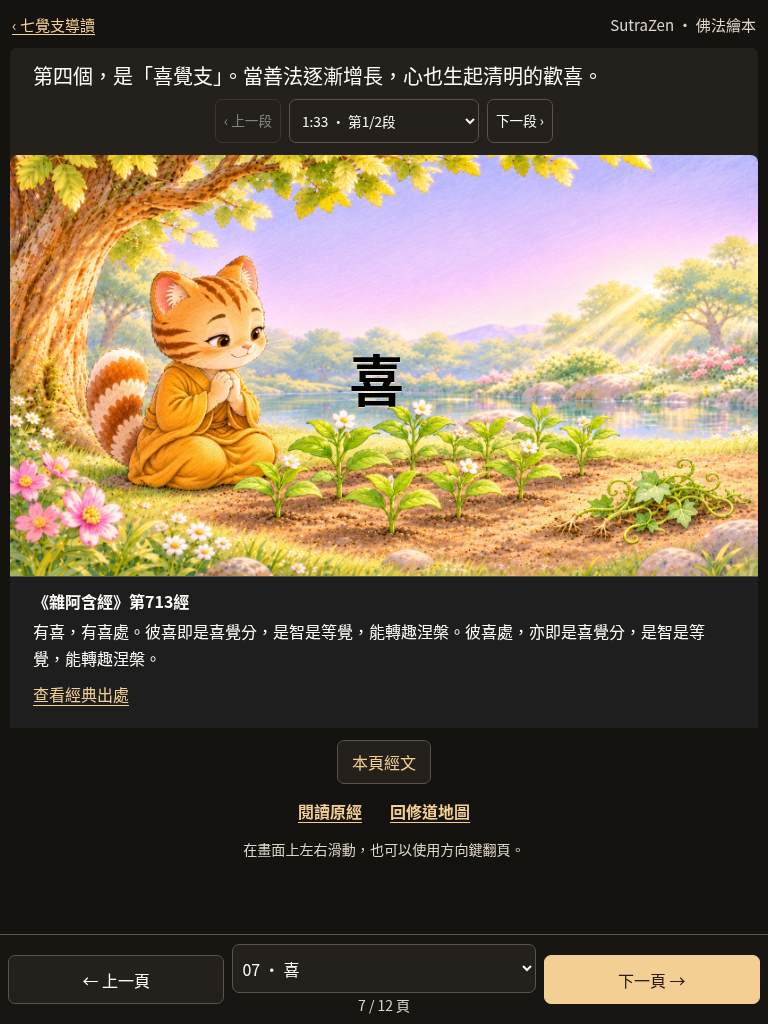 ‹ 七覺支導讀
SutraZen ・ 佛法繪本
第四個，是「喜覺支」。當善法逐漸增長，心也生起清明的歡喜。
‹ 上一段
1:33 ・ 第1/2段
下一段 ›
喜
《雜阿含經》第713經
有喜，有喜處。彼喜即是喜覺分，是智是等覺，能轉趣涅槃。彼喜處，亦即是喜覺分，是智是等
覺，能轉趣涅槃。
查看經典出處
本頁經文
閱讀原經
回修道地圖
在畫面上左右滑動，也可以使用方向鍵翻頁。
← 上一頁
07 ・ 喜
下一頁 →
7 / 12 頁